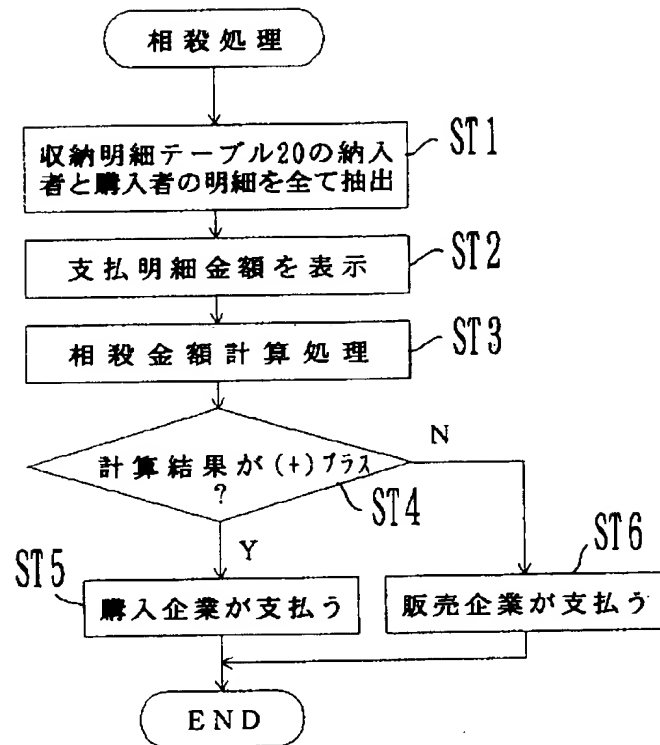 相殺処理
収納明細テーブル20の納入
者と購入者の明細を全て抽出
ST1
支払明細金額を表示
ST2
相殺金額計算処理
ST3
計算結果が(+)プラス
?
ST4
N
Y
ST5
購入企業が支払う
ST6
販売企業が支払う
END